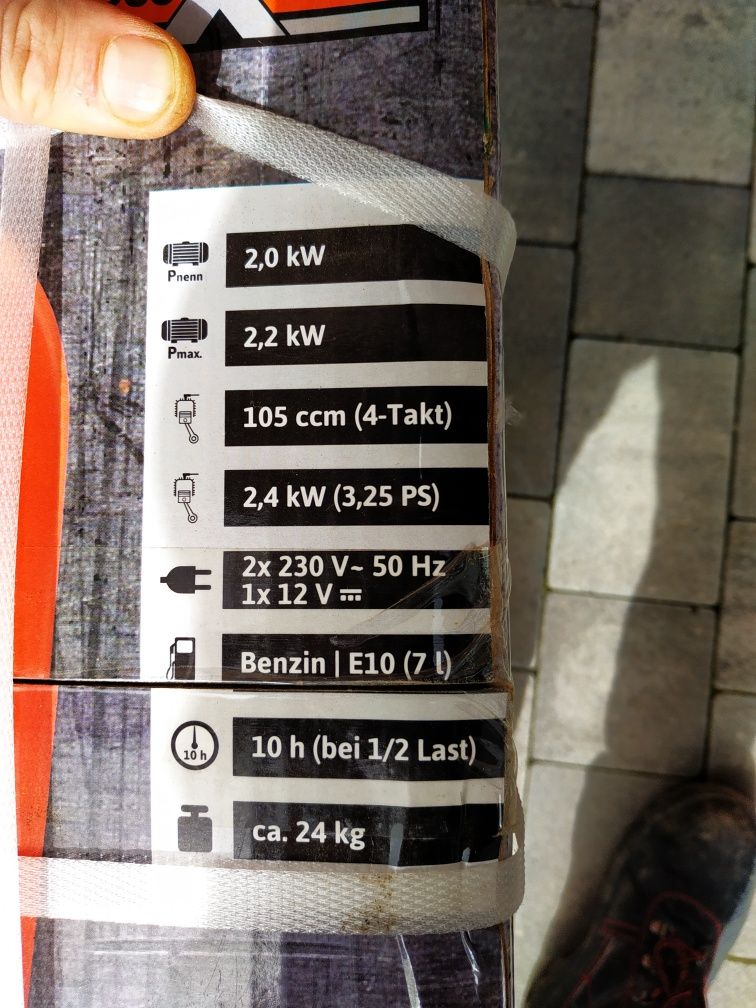 Pnenn
2,0 kW
Pmax.
2,2 kW
105 ccm (4-Takt)
2,4 kW (3,25 PS)
2x 230 V~ 50 Hz
1x 12 V ⎓
Benzin | E10 (7 l)
10 h
10 h (bei 1/2 Last)
ca. 24 kg